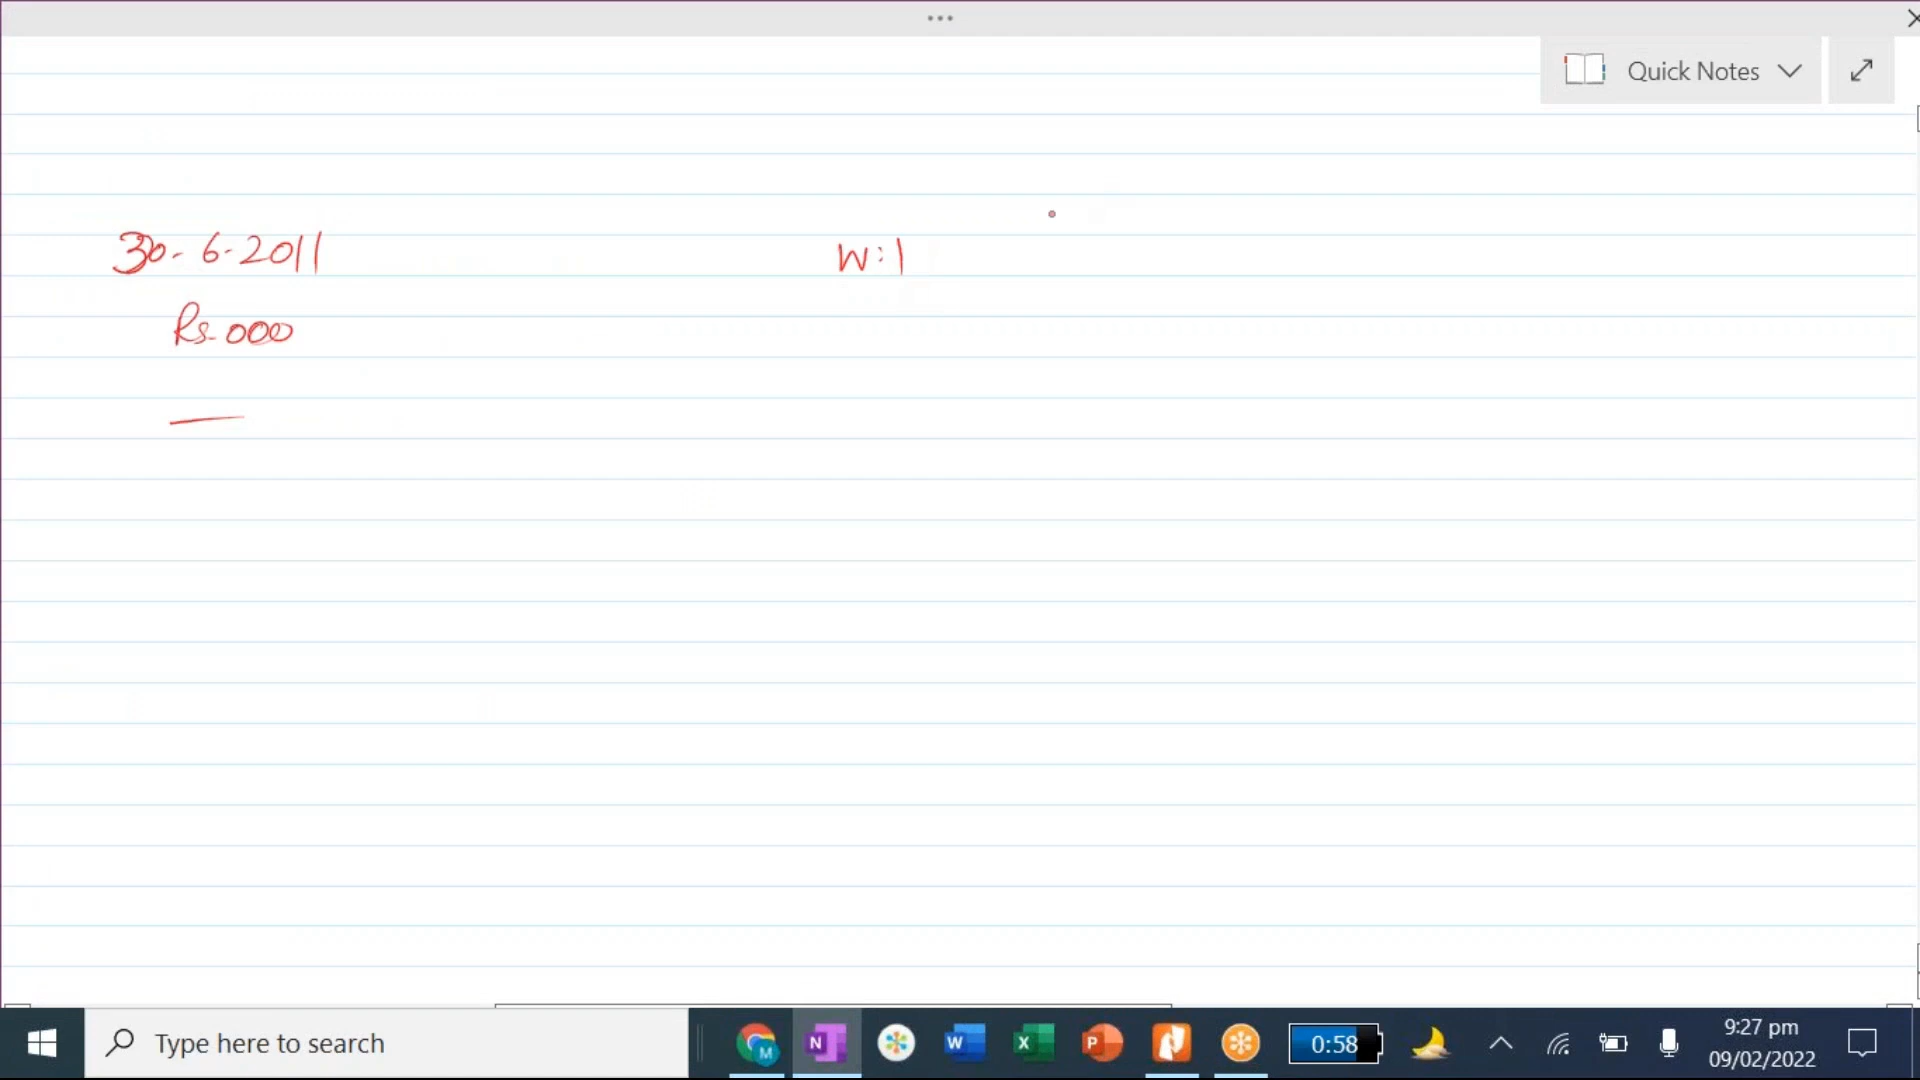 Quick Notes
30-6-2011
W:1
Rs.000
Type here to search
0:58
9:27 pm
09/02/2022